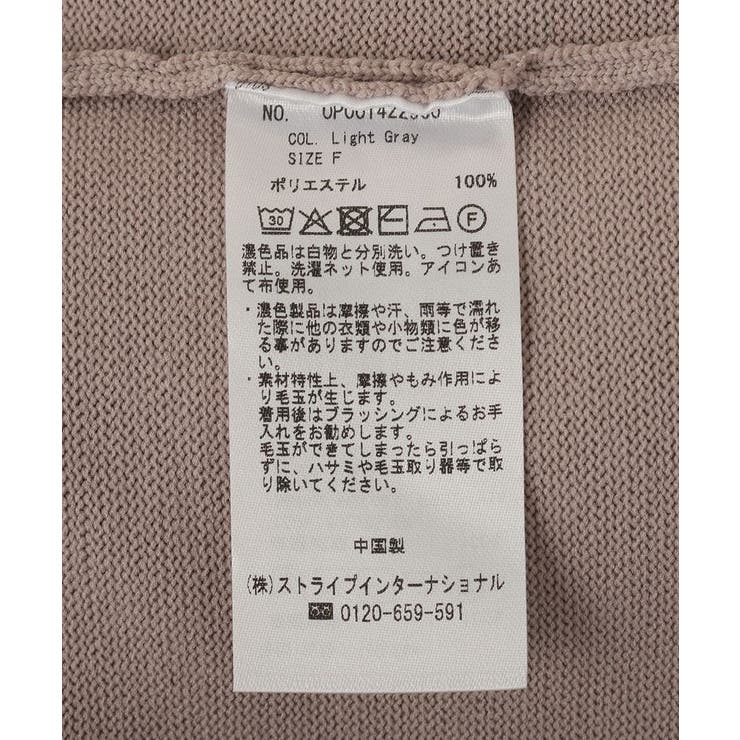 NO.
COL. Light Gray
SIZE F
ポリエステル 100%
30 F
濃色品は白物と分別洗い。つけ置き
禁止。洗濯ネット使用。アイコンあ
て布使用。
・濃色製品は摩擦や汗、雨等で濡れ
た際に他の衣類や小物類に色が移
る事がありますのでご注意くださ
い。
・素材特性上、摩擦やもみ作用によ
り毛玉が生じます。
着用後はブラッシングによるお手
入れをお勧めします。
毛玉ができてしまったら引っぱら
ずに、ハサミや毛玉取り器等で取
り除いてください。
中国製
(株)ストライプインターナショナル
0120-659-591